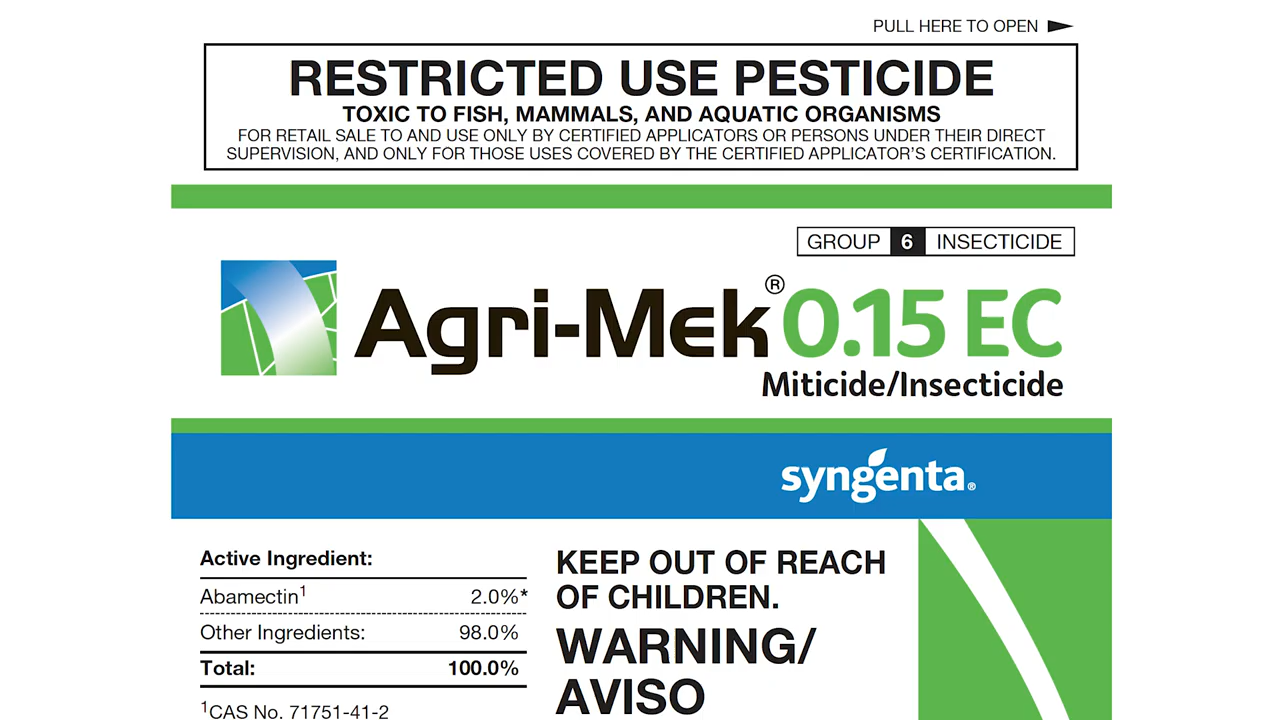 PULL HERE TO OPEN
RESTRICTED USE PESTICIDE
TOXIC TO FISH, MAMMALS, AND AQUATIC ORGANISMS
FOR RETAIL SALE TO AND USE ONLY BY CERTIFIED APPLICATORS OR PERSONS UNDER THEIR DIRECT
SUPERVISION, AND ONLY FOR THOSE USES COVERED BY THE CERTIFIED APPLICATOR'S CERTIFICATION.
GROUP 6 INSECTICIDE
Agri-Mek® 0.15 EC
Miticide/Insecticide
syngenta®
Active Ingredient:
Abamectin¹ 2.0%*
Other Ingredients: 98.0%
Total: 100.0%
¹CAS No. 71751-41-2
KEEP OUT OF REACH
OF CHILDREN.
WARNING/
AVISO